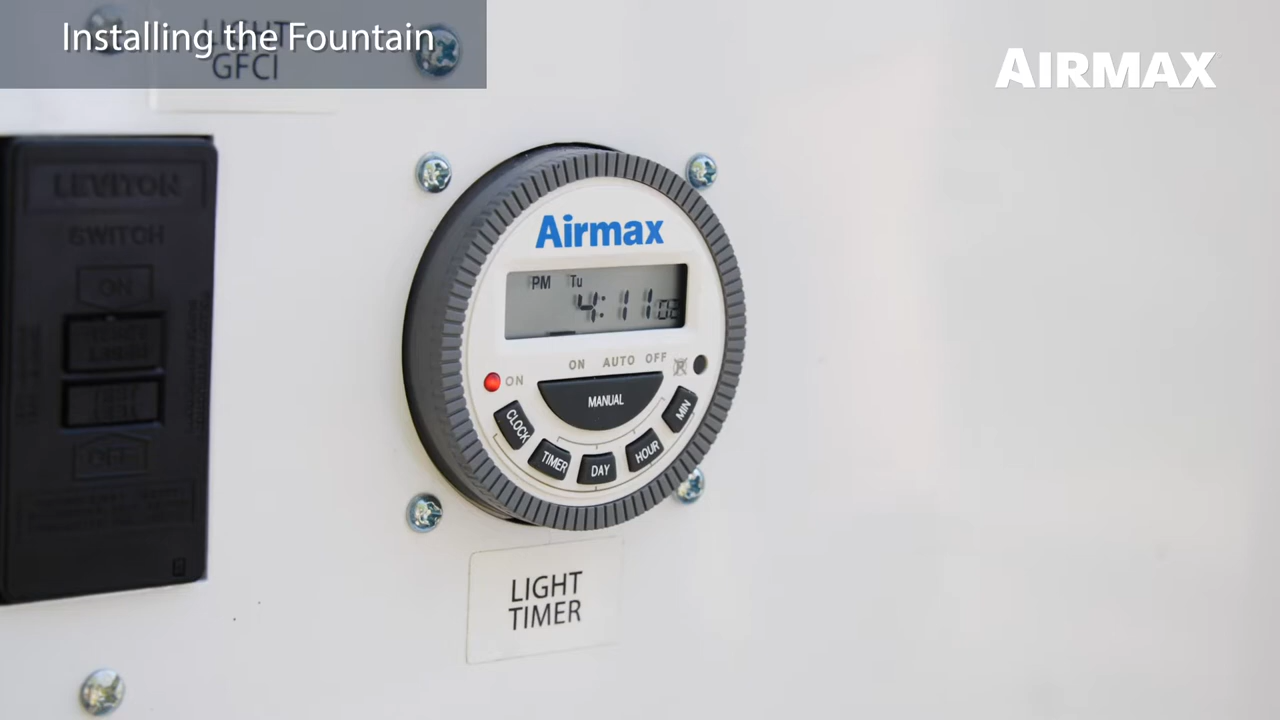 Installing the Fountain
LIGHT
GFCI
AIRMAX
LEVITON
SWITCH
ON
OFF
Airmax
PM Tu
4:11
ON AUTO OFF
ON
MANUAL
CLOCK
TIMER
DAY
HOUR
MIN
LIGHT
TIMER